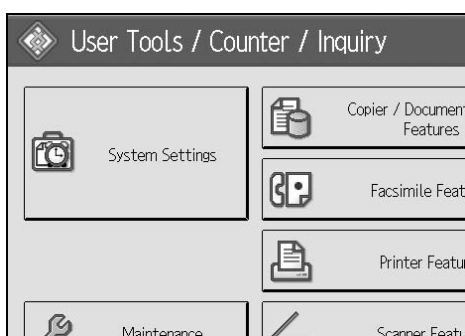 User Tools / Counter / Inquiry
System Settings
Copier / Document
Features
Facsimile Feat
Printer Featu
Maintenance
Scanner Featu